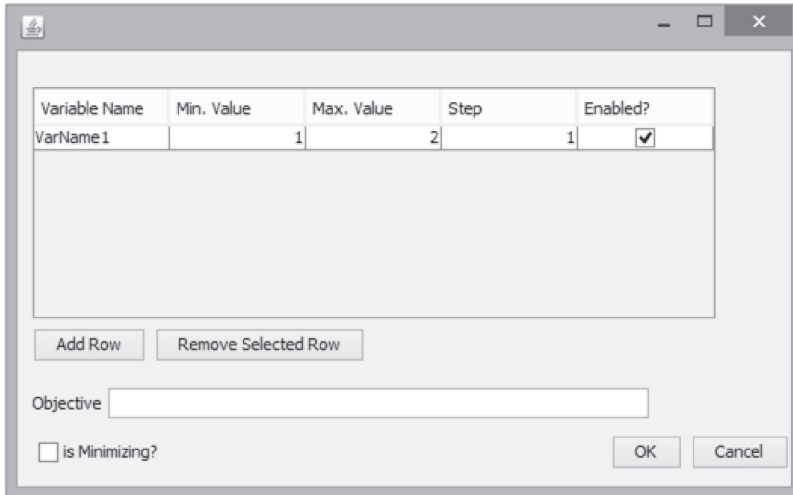 Variable Name Min. Value Max. Value Step Enabled?
VarName1 1 2 1
Add Row Remove Selected Row
Objective
is Minimizing?
OK Cancel